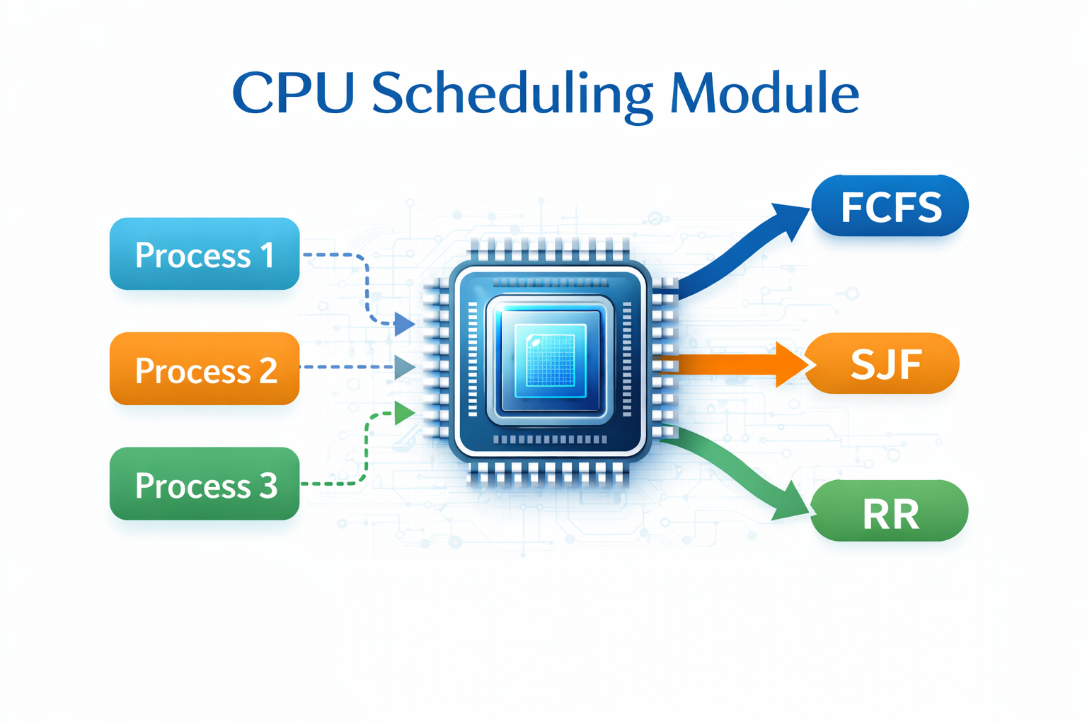 CPU Scheduling Module
Process 1
Process 2
Process 3
FCFS
SJF
RR